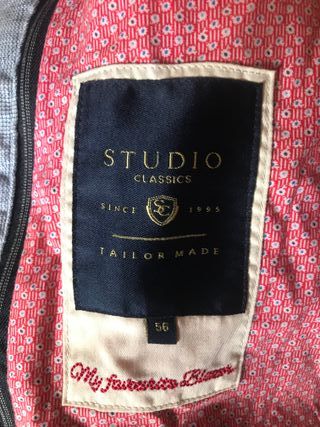 STUDIO
CLASSICS
SINCE SC 1995
TAILOR MADE
56
My favourite Blazer